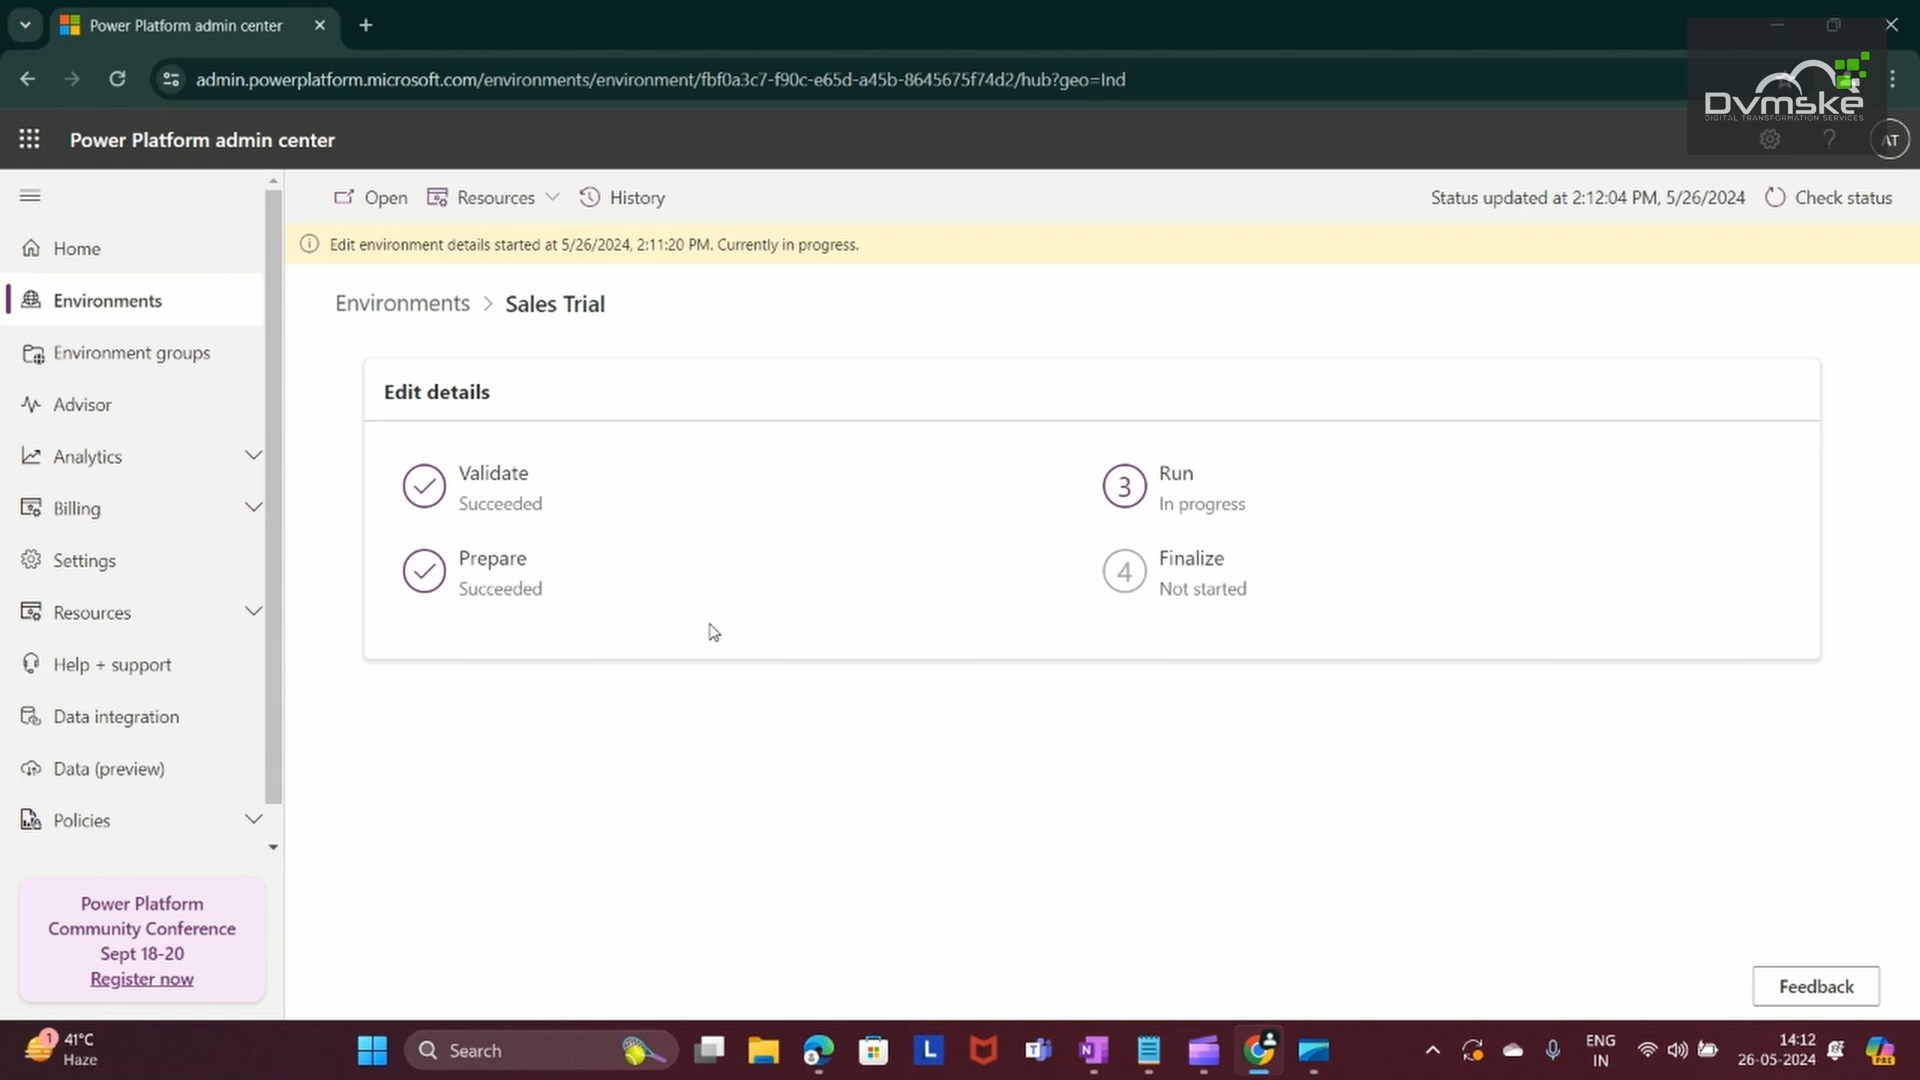 Power Platform admin center
admin.powerplatform.microsoft.com/environments/environment/fbf0a3c7-f90c-e65d-a45b-8645675f74d2/hub?geo=Ind
Dvmske
DIGITAL TRANSFORMATION SERVICES
Power Platform admin center
AT
Open
Resources
History
Status updated at 2:12:04 PM, 5/26/2024
Check status
Edit environment details started at 5/26/2024, 2:11:20 PM. Currently in progress.
Home
Environments
Environment groups
Advisor
Analytics
Billing
Settings
Resources
Help + support
Data integration
Data (preview)
Policies
Power Platform
Community Conference
Sept 18-20
Register now
Environments > Sales Trial
Edit details
Validate
Succeeded
Prepare
Succeeded
3 Run
In progress
4 Finalize
Not started
Feedback
1
41°C
Haze
Search
L
N
ENG
IN
14:12
26-05-2024
PRE